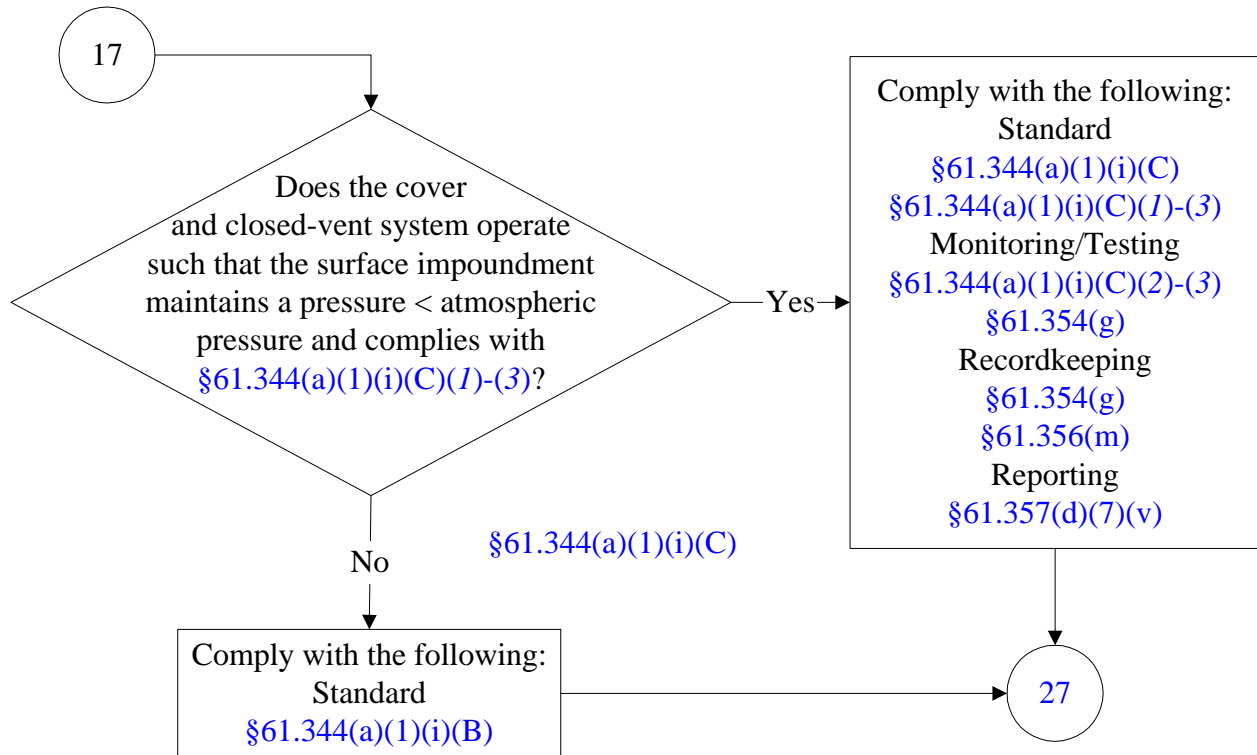 17
Does the cover
and closed-vent system operate
such that the surface impoundment
maintains a pressure < atmospheric
pressure and complies with
§61.344(a)(1)(i)(C)(1)-(3)?
Yes
Comply with the following:
Standard
§61.344(a)(1)(i)(C)
§61.344(a)(1)(i)(C)(1)-(3)
Monitoring/Testing
§61.344(a)(1)(i)(C)(2)-(3)
§61.354(g)
Recordkeeping
§61.354(g)
§61.356(m)
Reporting
§61.357(d)(7)(v)
No
§61.344(a)(1)(i)(C)
Comply with the following:
Standard
§61.344(a)(1)(i)(B)
27